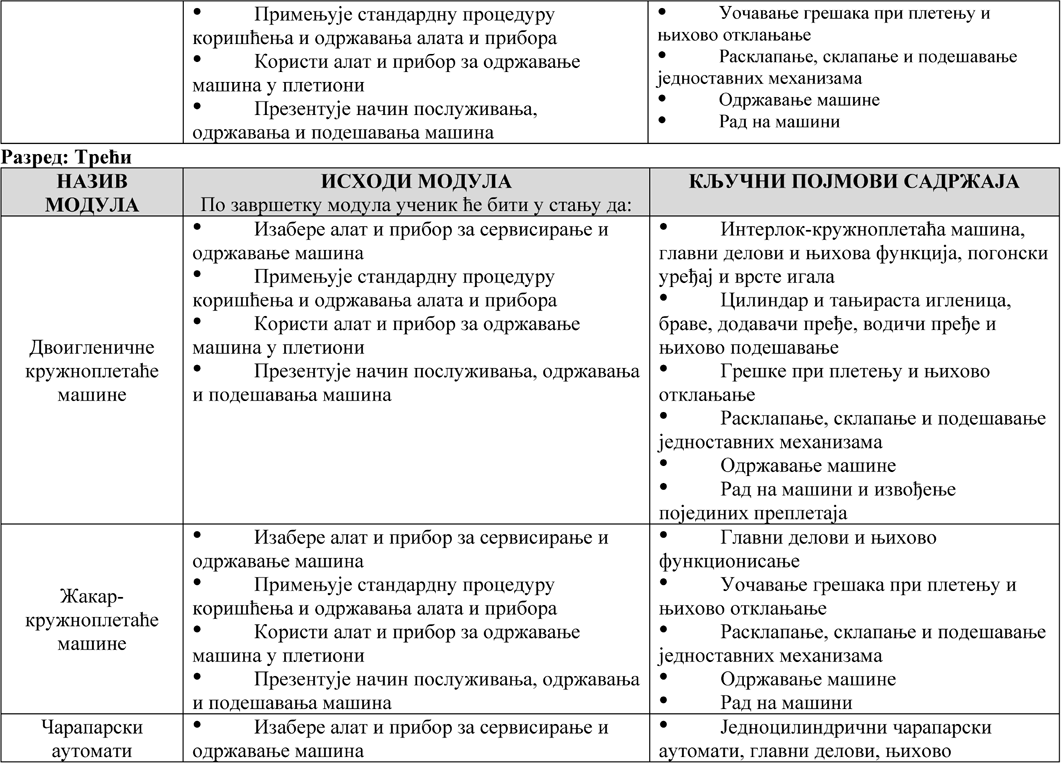 • Примењује стандардну процедуру
коришћења и одржавања алата и прибора
• Користи алат и прибор за одржавање
машина у плетиони
• Презентује начин послуживања,
одржавања и подешавања машина
• Уочавање грешака при плетењу и
њихово отклањање
• Расклапање, склапање и подешавање
једноставних механизама
• Одржавање машине
• Рад на машини
Разред: Трећи
НАЗИВ
МОДУЛА
ИСХОДИ МОДУЛА
По завршетку модула ученик ће бити у стању да:
КЉУЧНИ ПОЈМОВИ САДРЖАЈА
Двоигленичне
кружноплетаће
машине
• Изабере алат и прибор за сервисирање и
одржавање машина
• Примењује стандардну процедуру
коришћења и одржавања алата и прибора
• Користи алат и прибор за одржавање
машина у плетиони
• Презентује начин послуживања, одржавања
и подешавања машина
• Интерлок-кружноплетаћа машина,
главни делови и њихова функција, погонски
уређај и врсте игала
• Цилиндар и тањираста игленица,
браве, додавачи пређе, водичи пређе и
њихово подешавање
• Грешке при плетењу и њихово
отклањање
• Расклапање, склапање и подешавање
једноставних механизама
• Одржавање машине
• Рад на машини и извођење
појединих преплетаја
Жакар-
кружноплетаће
машине
• Изабере алат и прибор за сервисирање и
одржавање машина
• Примењује стандардну процедуру
коришћења и одржавања алата и прибора
• Користи алат и прибор за одржавање
машина у плетиони
• Презентује начин послуживања, одржавања
и подешавања машина
• Главни делови и њихово
функционисање
• Уочавање грешака при плетењу и
њихово отклањање
• Расклапање, склапање и подешавање
једноставних механизама
• Одржавање машине
• Рад на машини
Чарапарски
аутомати
• Изабере алат и прибор за сервисирање и
одржавање машина
• Једноцилиндрични чарапарски
аутомати, главни делови, њихово